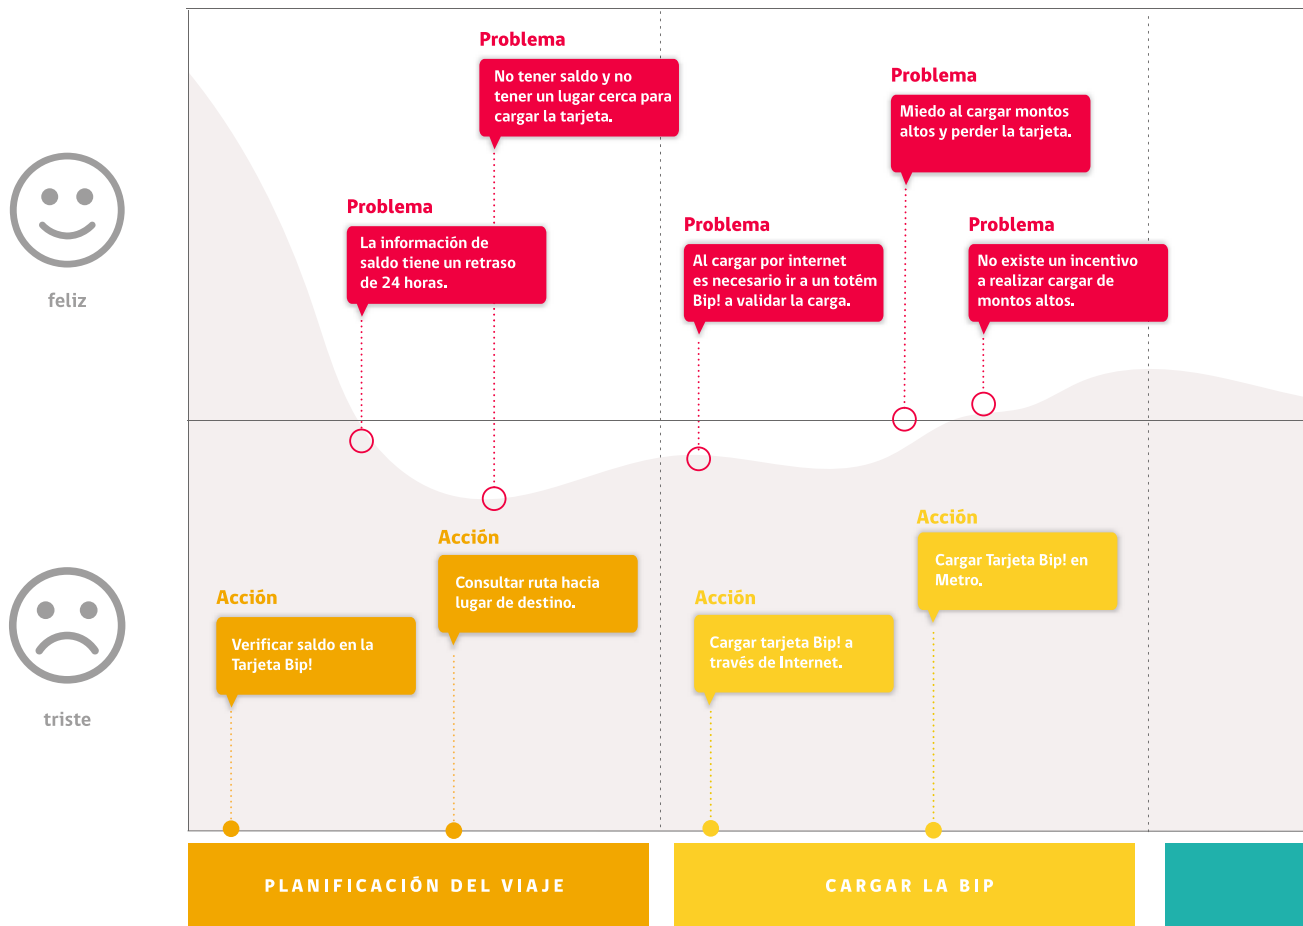 Problema
No tener saldo y no
tener un lugar cerca para
cargar la tarjeta.
Problema
La información de
saldo tiene un retraso
de 24 horas.
Problema
Miedo al cargar montos
altos y perder la tarjeta.
Problema
Al cargar por internet
es necesario ir a un totém
Bip! a validar la carga.
Problema
No existe un incentivo
a realizar cargar de
montos altos.
feliz
triste
Acción
Verificar saldo en la
Tarjeta Bip!
Acción
Consultar ruta hacia
lugar de destino.
Acción
Cargar tarjeta Bip! a
través de Internet.
Acción
Cargar Tarjeta Bip! en
Metro.
PLANIFICACIÓN DEL VIAJE
CARGAR LA BIP